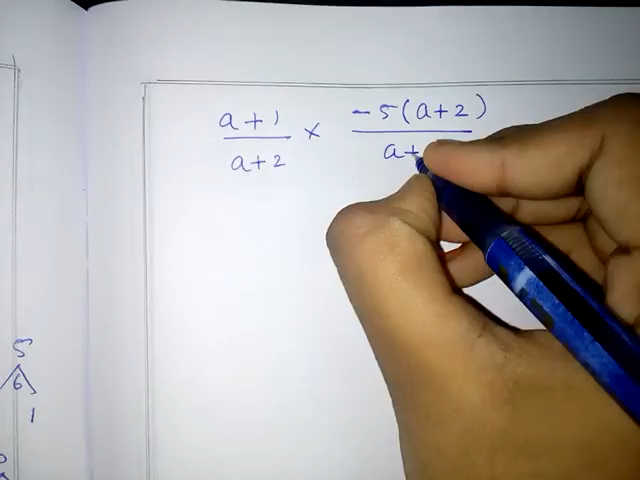 a+1 / a+2 × -5(a+2) / a+
5
6
1